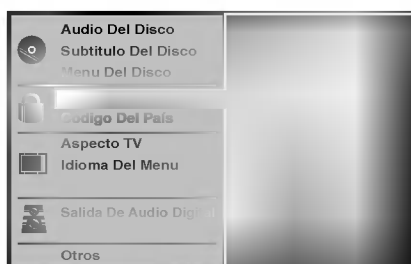 Audio Del Disco
Subtitulo Del Disco
Menu Del Disco
Codigo Del País
Aspecto TV
Idioma Del Menu
Salida De Audio Digital
Otros